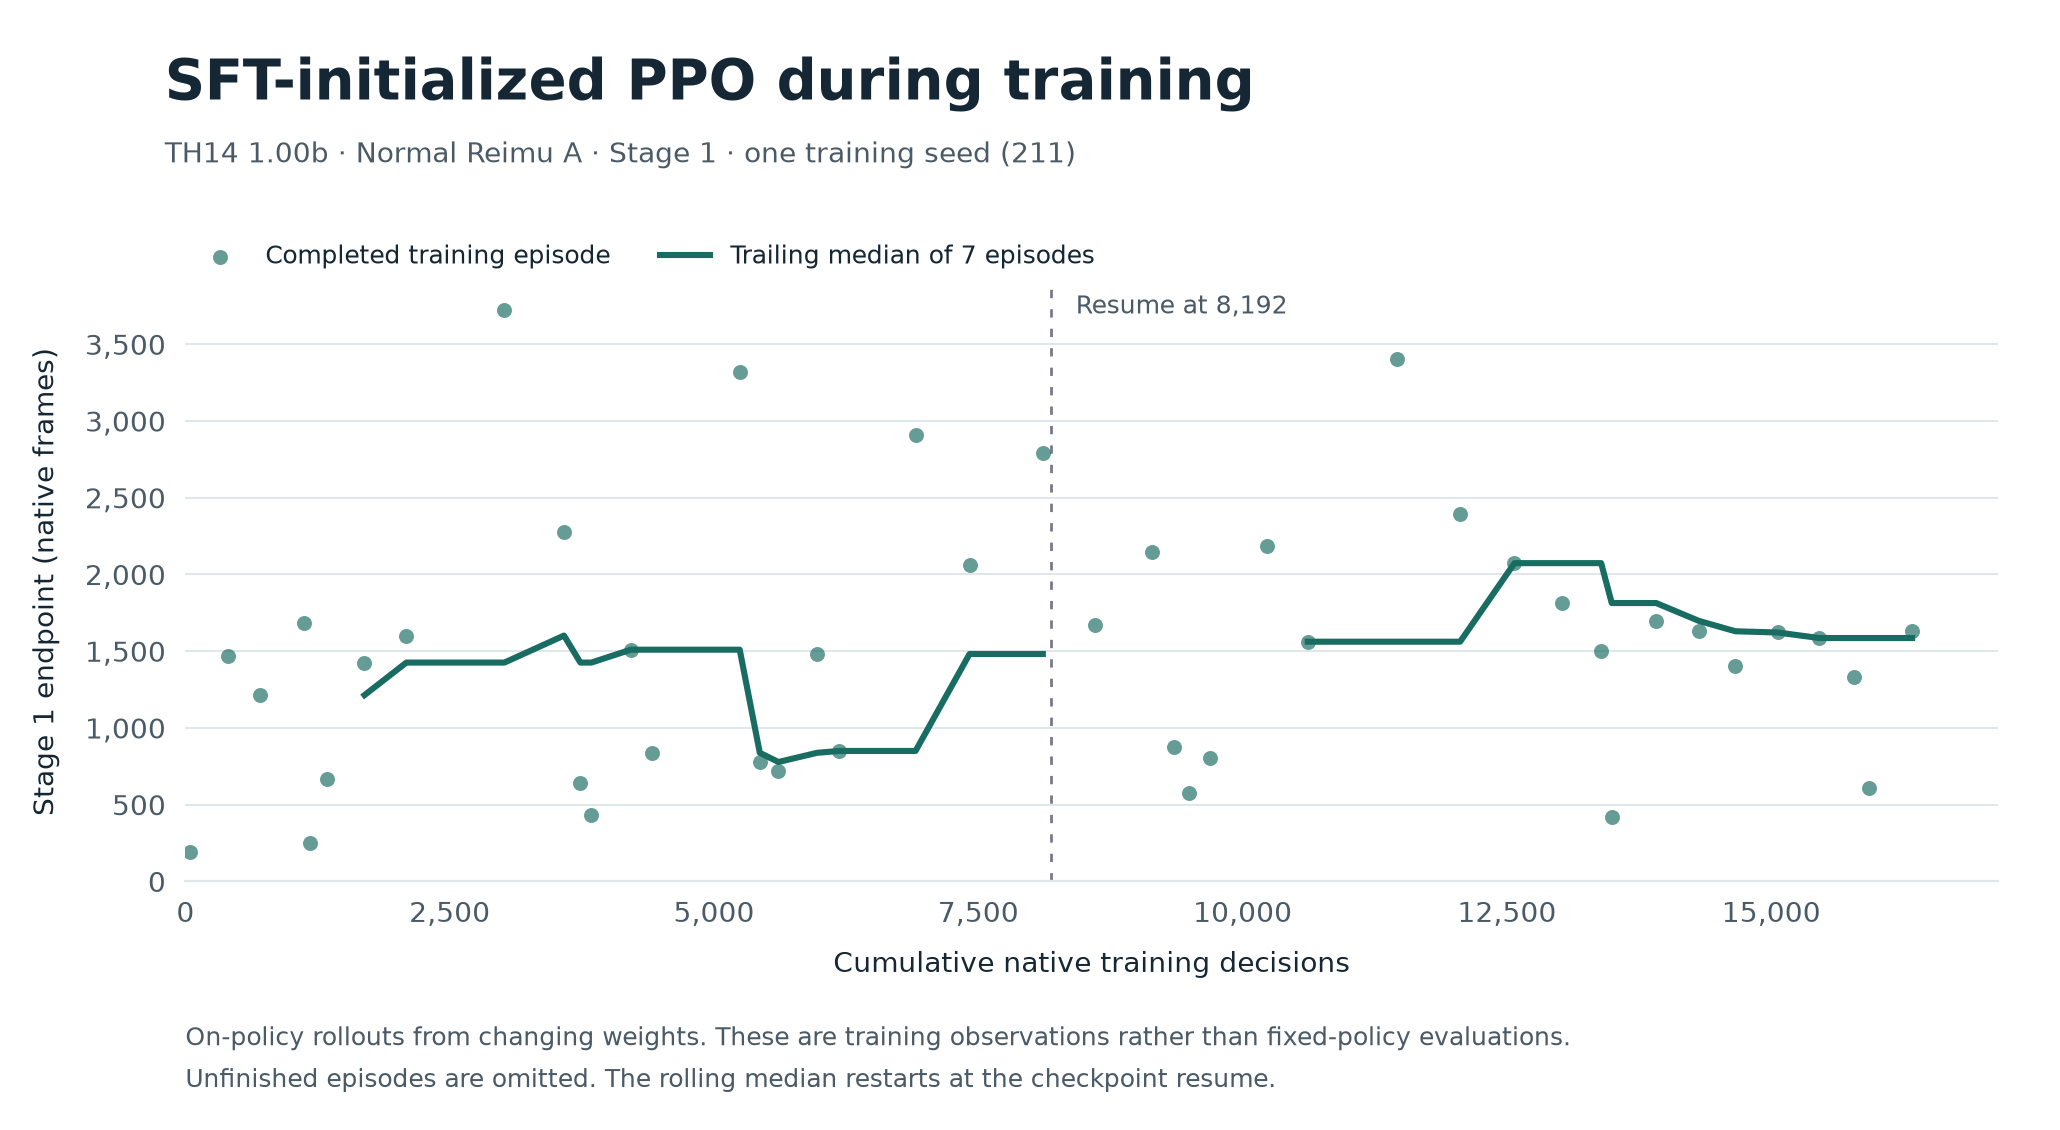 SFT-initialized PPO during training
TH14 1.00b · Normal Reimu A · Stage 1 · one training seed (211)
Completed training episode
Trailing median of 7 episodes
Resume at 8,192
Stage 1 endpoint (native frames)
3,500
3,000
2,500
2,000
1,500
1,000
500
0
0 2,500 5,000 7,500 10,000 12,500 15,000
Cumulative native training decisions
On-policy rollouts from changing weights. These are training observations rather than fixed-policy evaluations.
Unfinished episodes are omitted. The rolling median restarts at the checkpoint resume.